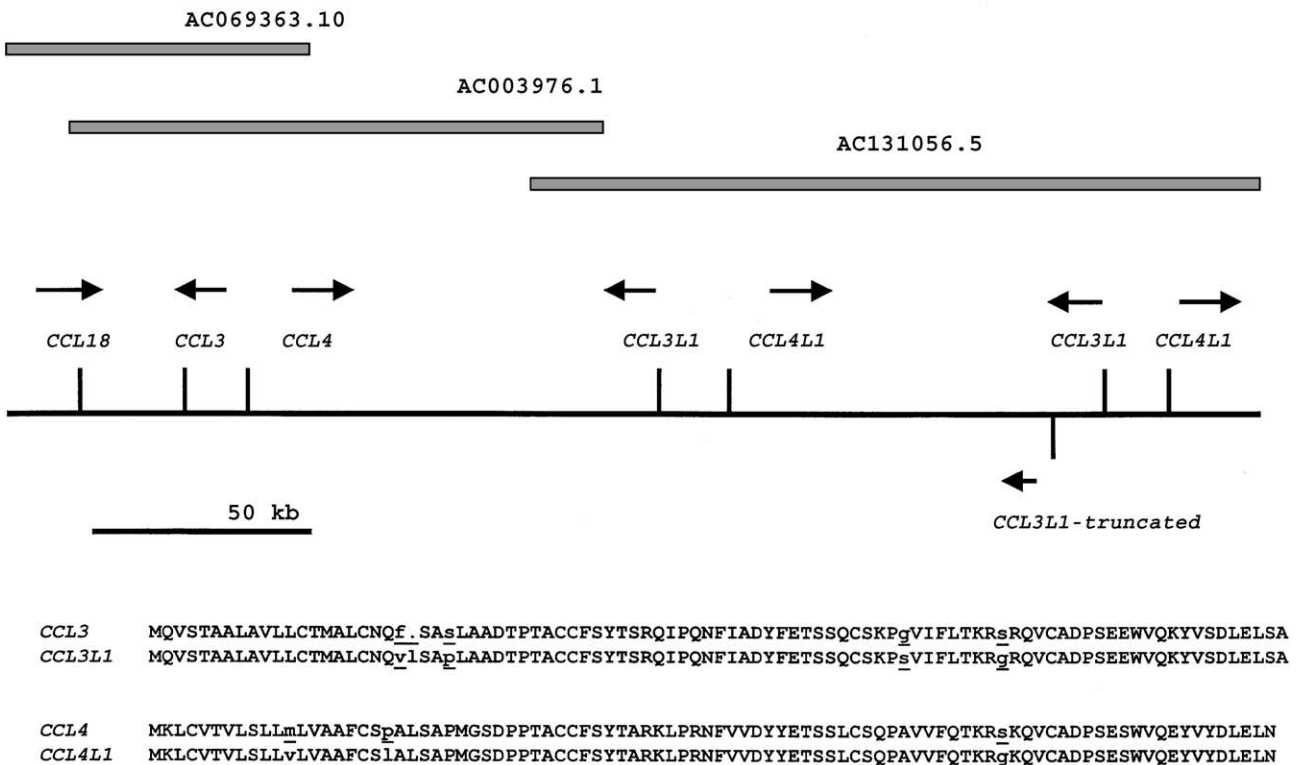 AC069363.10
AC003976.1
AC131056.5
CCL18 CCL3 CCL4 CCL3L1 CCL4L1 CCL3L1 CCL4L1
50 kb
CCL3L1-truncated
CCL3 MQVSTAALAVLLCTMALCNQf.SAsLAADTPTACCFSYTSRQIPQNFIADYFETSSQCSKPgVIFLTKRsRQVCADPSEEWVQKYVSDLELSA
CCL3L1 MQVSTAALAVLLCTMALCNQvlSApLAADTPTACCFSYTSRQIPQNFIADYFETSSQCSKPsVIFLTKRgRQVCADPSEEWVQKYVSDLELSA
CCL4 MKLCVTVLSLLmLVAAFCSpALSAPMGSDPPTACCFSYTARKLPRNFVVDYYETSSLCSQPAVVFQTKRsKQVCADPSESWVQEYVYDLELN
CCL4L1 MKLCVTVLSLLvLVAAFCSlALSAPMGSDPPTACCFSYTARKLPRNFVVDYYETSSLCSQPAVVFQTKRgKQVCADPSESWVQEYVYDLELN